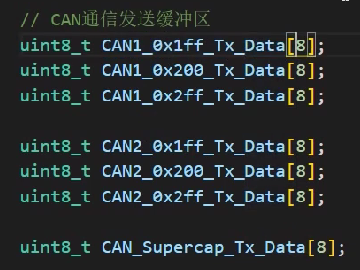 // CAN通信发送缓冲区
uint8_t CAN1_0x1ff_Tx_Data[8];
uint8_t CAN1_0x200_Tx_Data[8];
uint8_t CAN1_0x2ff_Tx_Data[8];
uint8_t CAN2_0x1ff_Tx_Data[8];
uint8_t CAN2_0x200_Tx_Data[8];
uint8_t CAN2_0x2ff_Tx_Data[8];
uint8_t CAN_Supercap_Tx_Data[8];